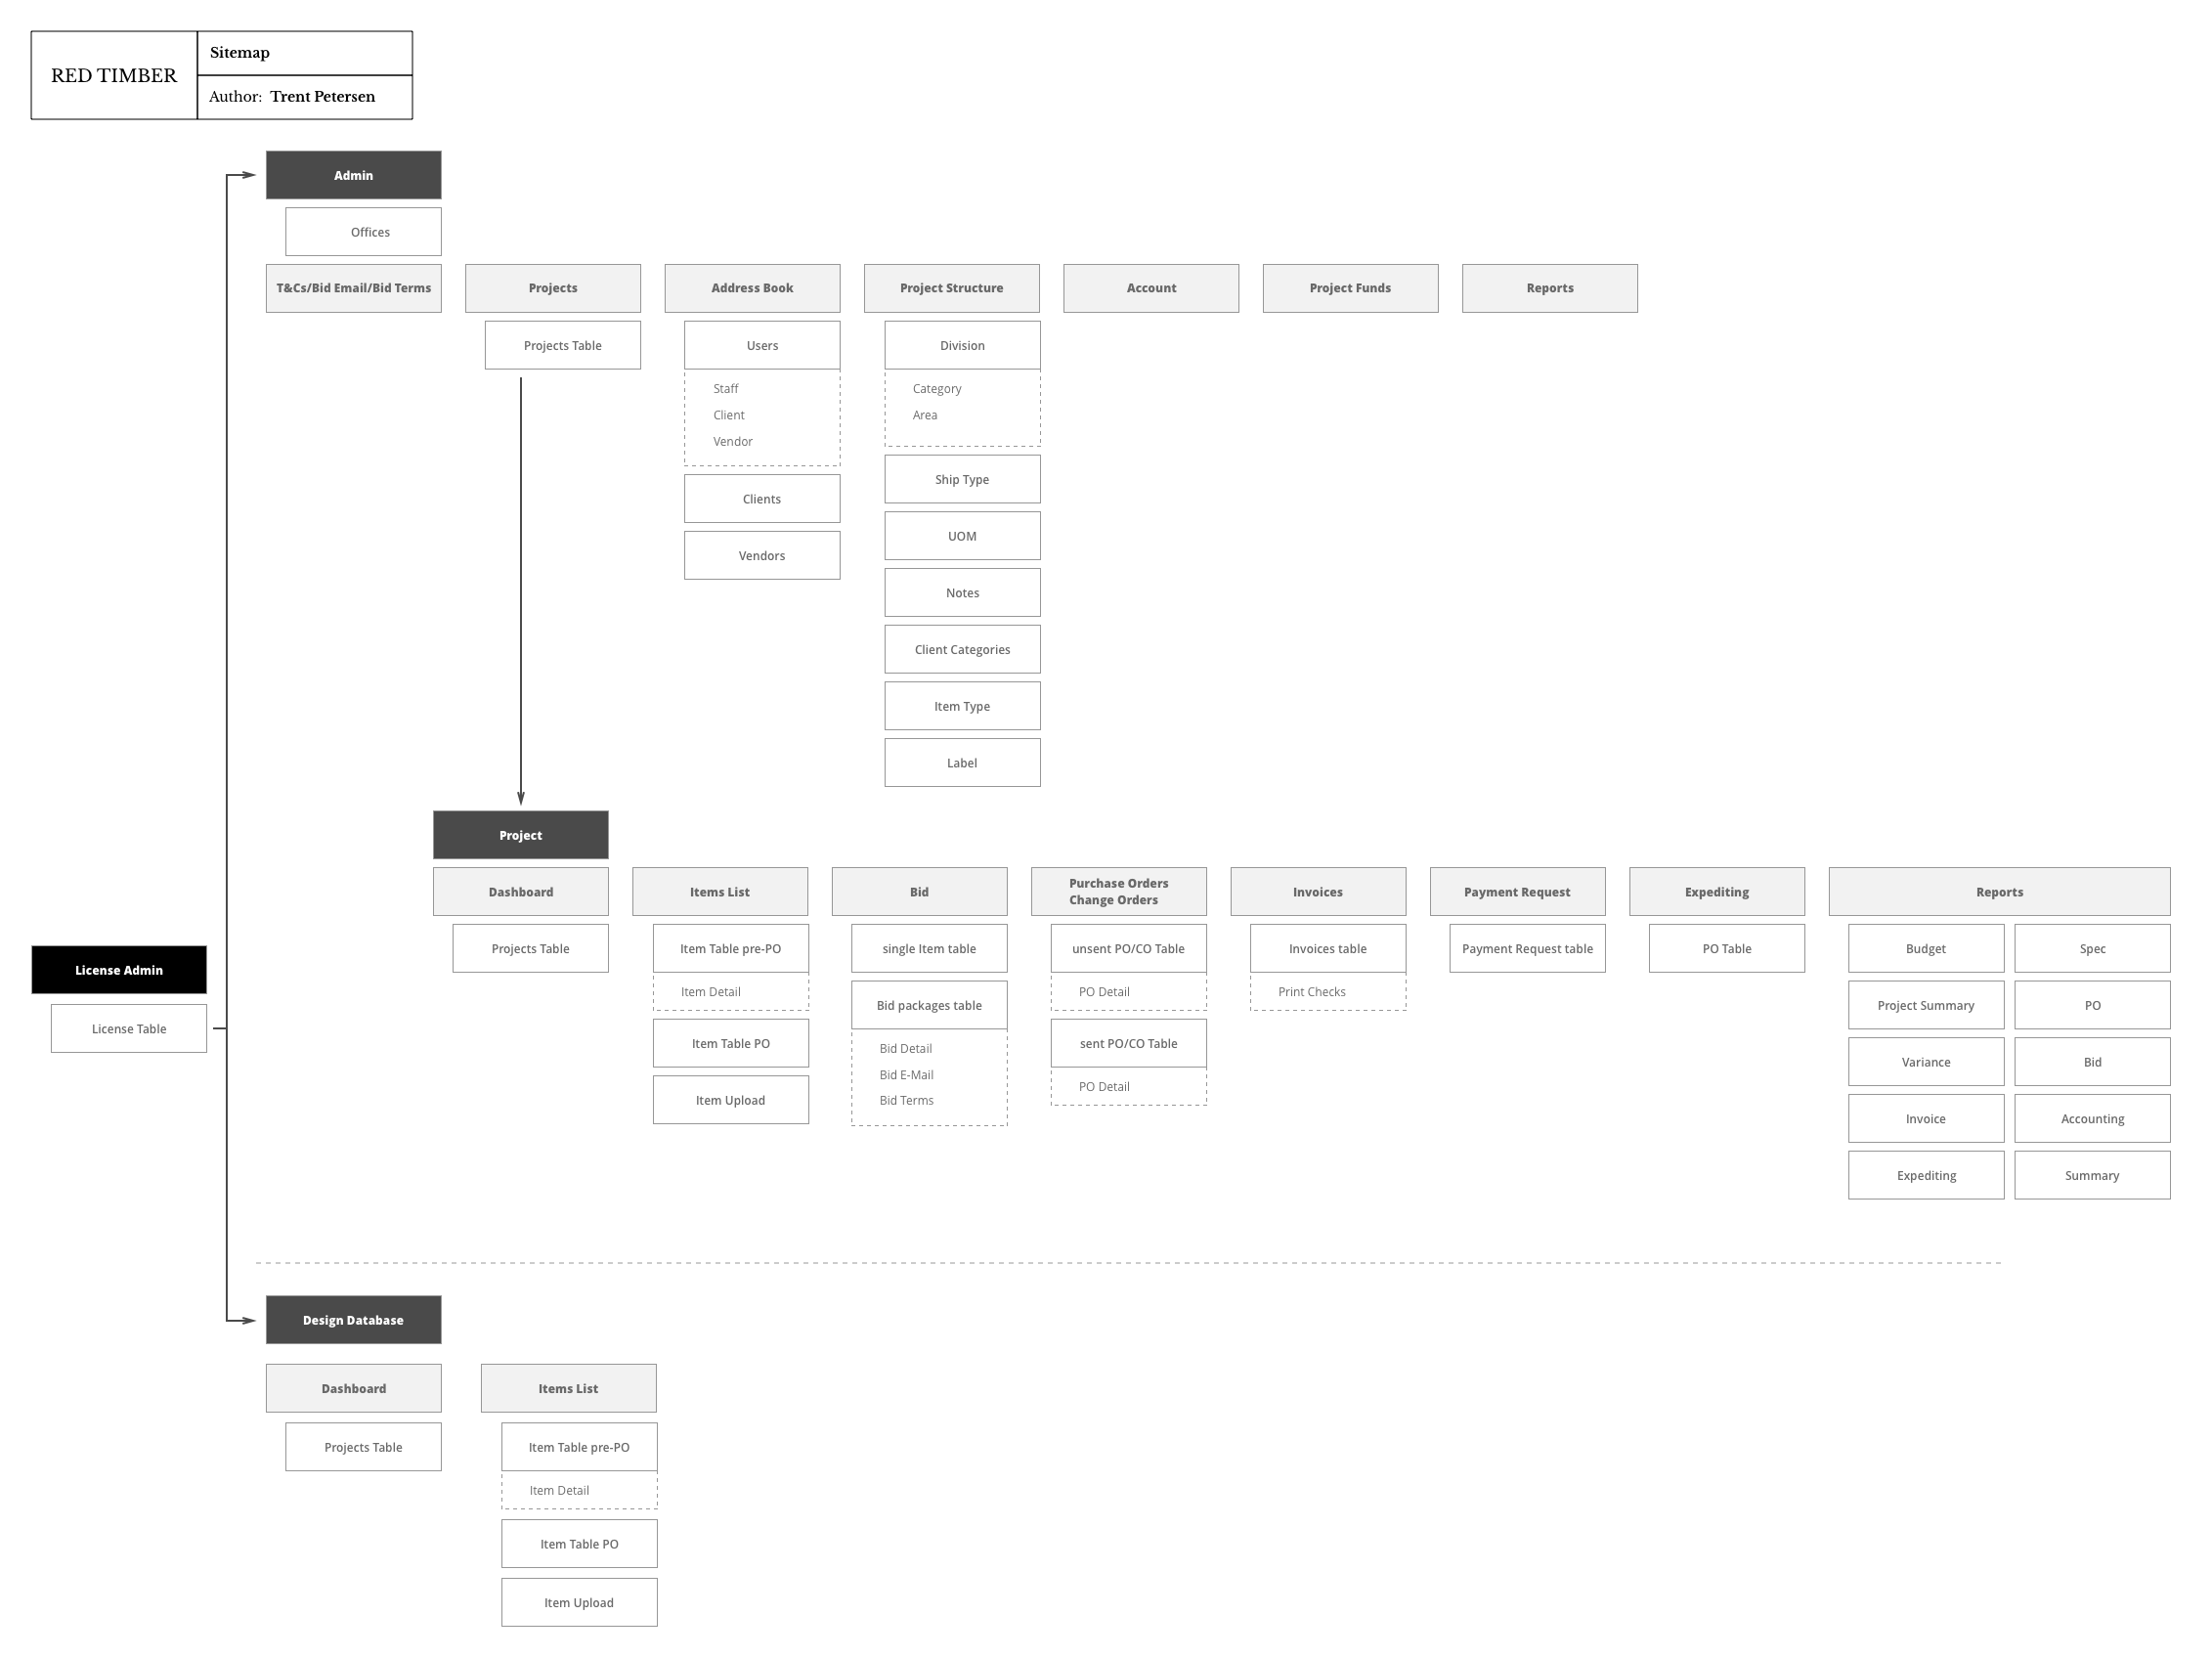 RED TIMBER
Sitemap
Author: Trent Petersen
Admin
Offices
T&Cs/Bid Email/Bid Terms
Projects
Projects Table
Address Book
Users
Staff
Client
Vendor
Clients
Vendors
Project Structure
Division
Category
Area
Ship Type
UOM
Notes
Client Categories
Item Type
Label
Account
Project Funds
Reports
License Admin
License Table
Project
Dashboard
Projects Table
Items List
Item Table pre-PO
Item Detail
Item Table PO
Item Upload
Bid
single Item table
Bid packages table
Bid Detail
Bid E-Mail
Bid Terms
Purchase Orders
Change Orders
unsent PO/CO Table
PO Detail
sent PO/CO Table
PO Detail
Invoices
Invoices table
Print Checks
Payment Request
Payment Request table
Expediting
PO Table
Reports
Budget
Spec
Project Summary
PO
Variance
Bid
Invoice
Accounting
Expediting
Summary
Design Database
Dashboard
Projects Table
Items List
Item Table pre-PO
Item Detail
Item Table PO
Item Upload